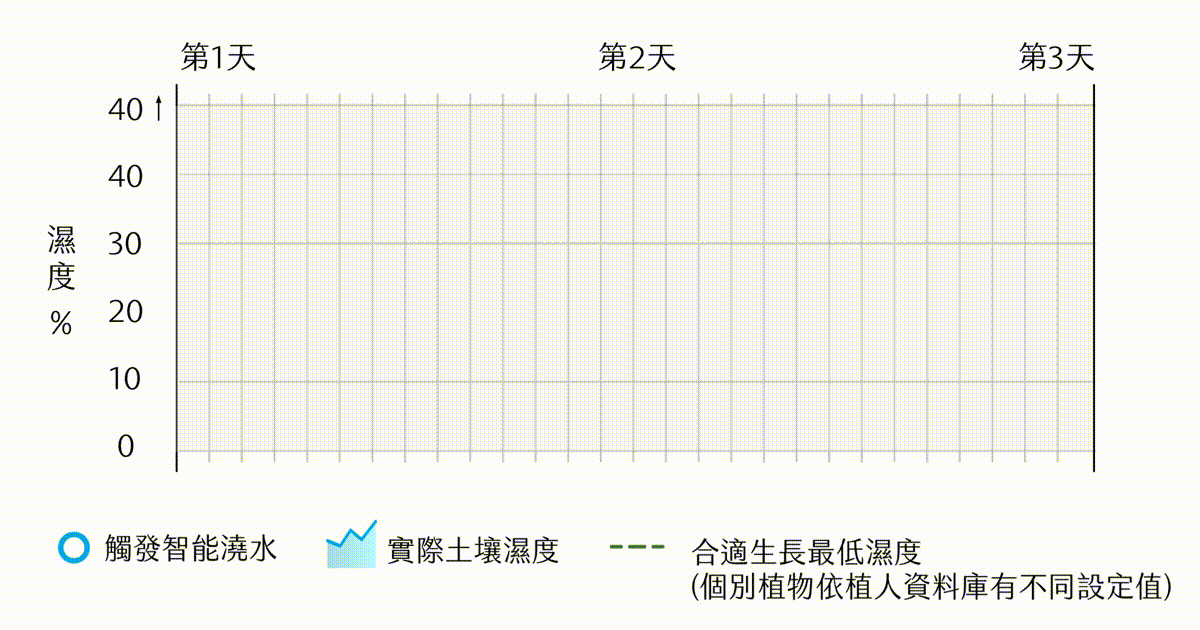 第1天 第2天 第3天
40↑
40
30
20
10
0
濕度%
觸發智能澆水
實際土壤濕度
合適生長最低濕度
(個別植物依植人資料庫有不同設定值)